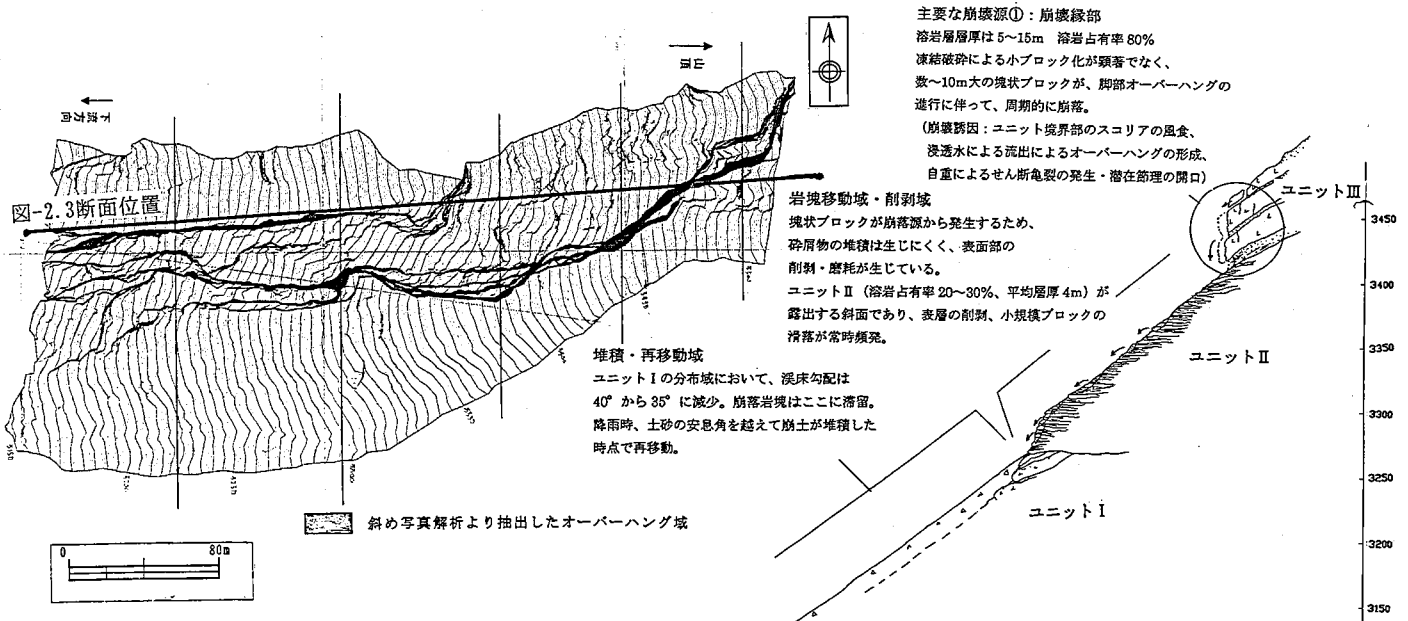 主要な崩壊源①：崩壊縁部
溶岩層層厚は5～15m 溶岩占有率80%
凍結破砕による小ブロック化が顕著でなく、
数～10m大の塊状ブロックが、脚部オーバーハングの
進行に伴って、周期的に崩落。
(崩壊誘因：ユニット境界部のスコリアの風食、
浸透水による流出によるオーバーハングの形成、
自重によるせん断亀裂の発生・潜在節理の開口)
山頂
下流方向
図-2.3断面位置
岩塊移動域・削剥域
塊状ブロックが崩落源から発生するため、
砕屑物の堆積は生じにくく、表面部の
削剥・磨耗が生じている。
ユニットⅡ（溶岩占有率20～30%、平均層厚4m）が
露出する斜面であり、表層の削剥、小規模ブロックの
滑落が常時頻発。
堆積・再移動域
ユニットⅠの分布域において、渓床勾配は
40°から35°に減少。崩落岩塊はここに滞留。
降雨時、土砂の安息角を越えて崩土が堆積した
時点で再移動。
ユニットⅢ
ユニットⅡ
ユニットⅠ
3450
3400
3350
3300
3250
3200
3150
斜め写真解析より抽出したオーバーハング域
0 80m